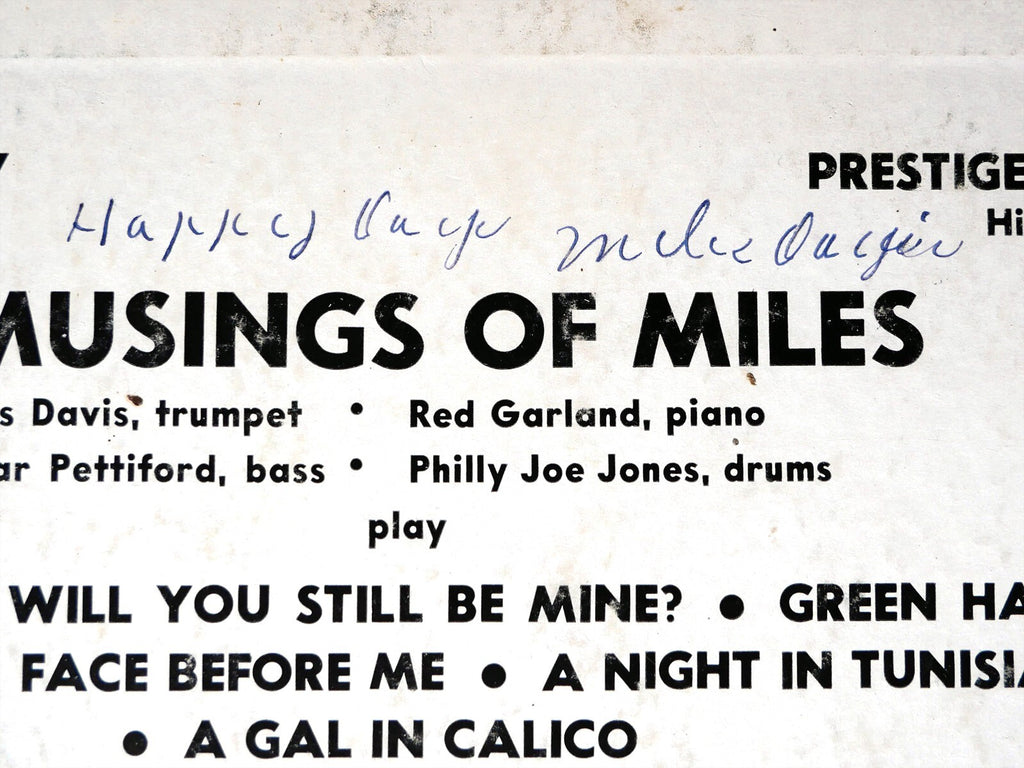 PRESTIGE
Hi
Happy Days Miles Davis
MUSINGS OF MILES
s Davis, trumpet • Red Garland, piano
ar Pettiford, bass • Philly Joe Jones, drums
play
WILL YOU STILL BE MINE? • GREEN HA
FACE BEFORE ME • A NIGHT IN TUNISIA
• A GAL IN CALICO